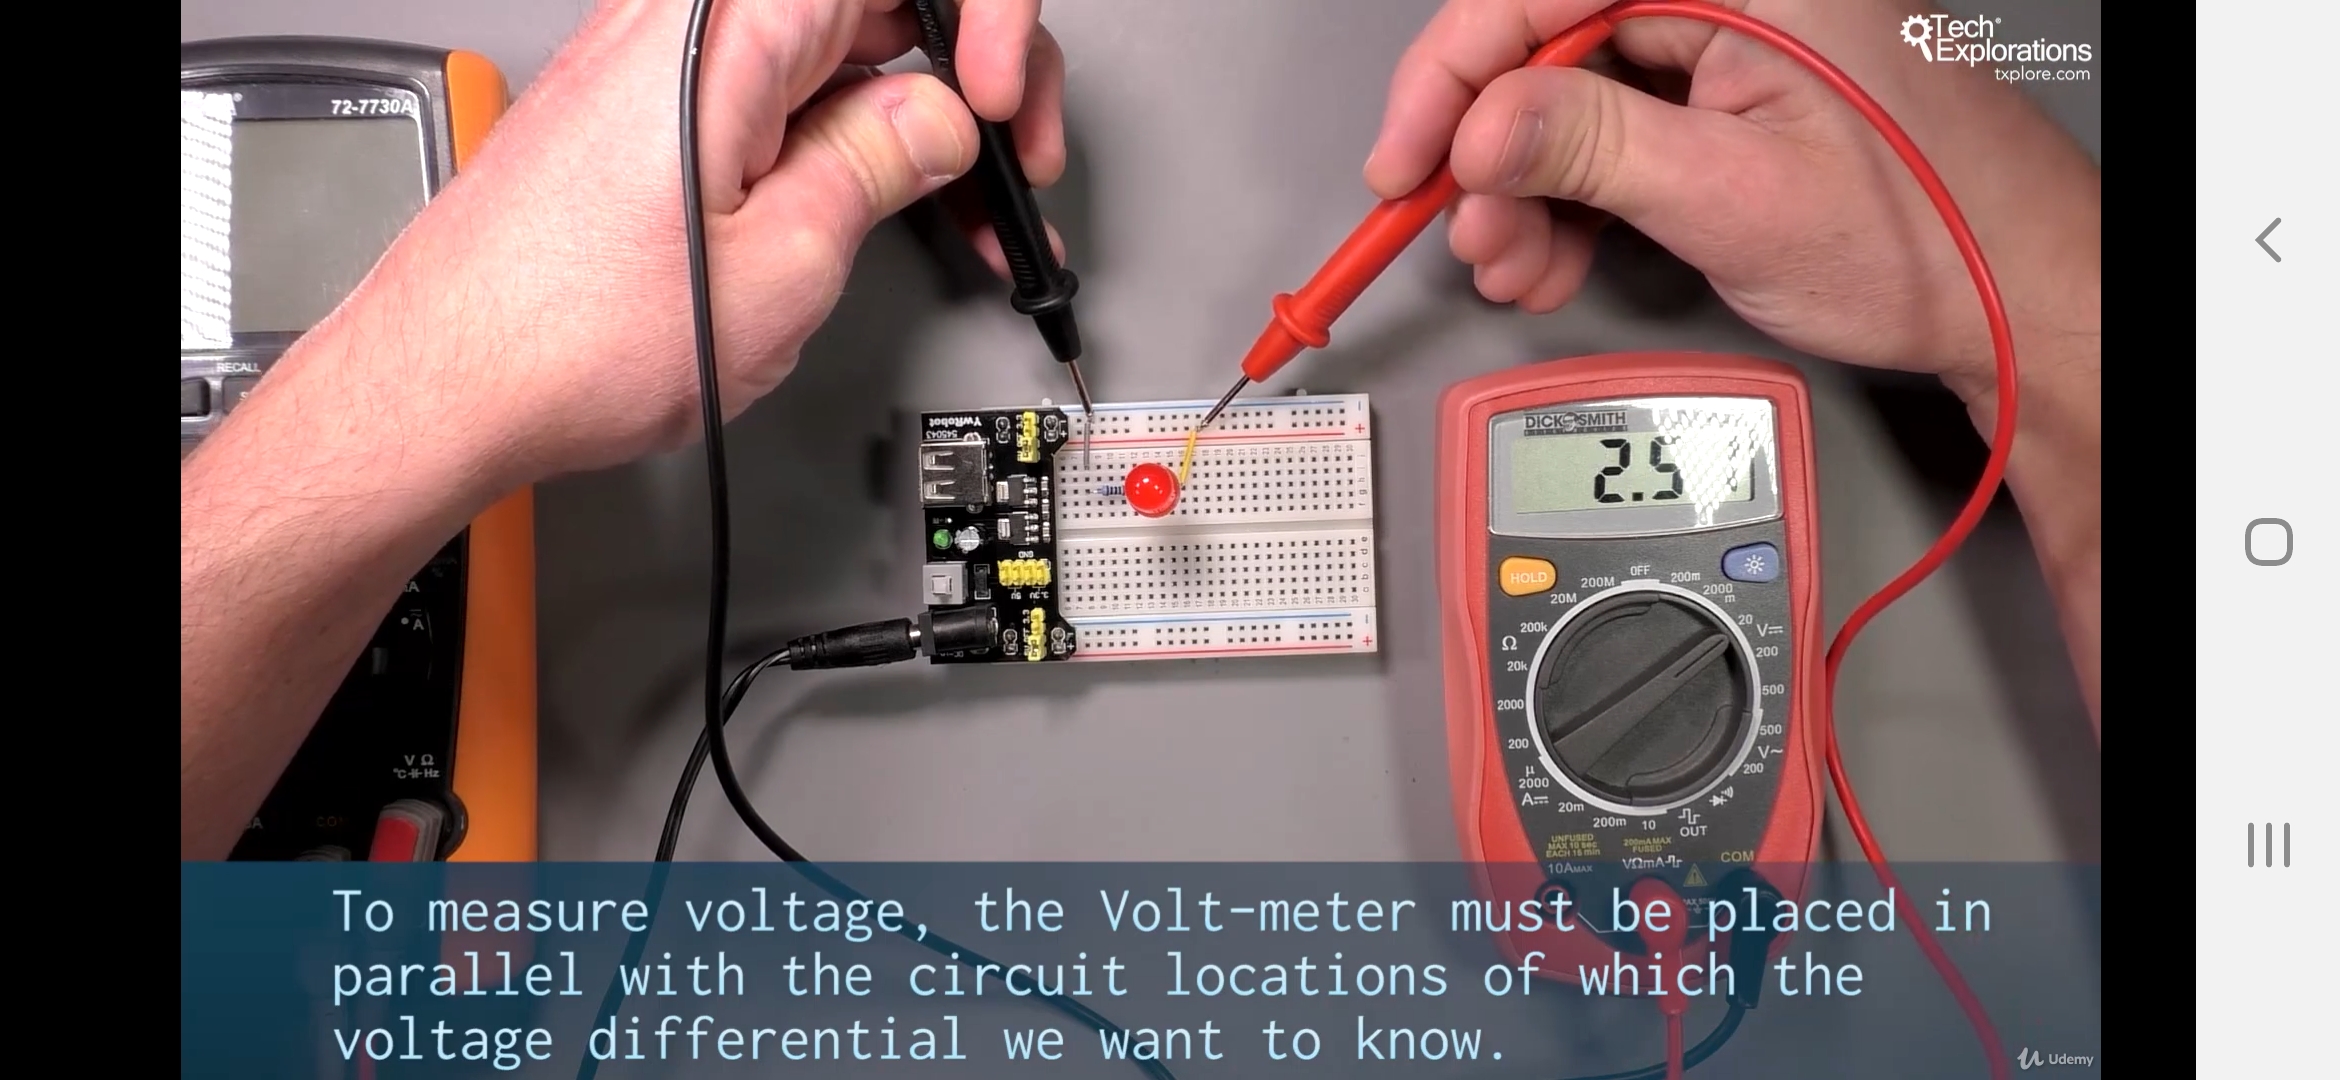 Tech
Explorations
txplore.com
72-7730A
RECALL
YwRobot
545043
DICK SMITH
2.5
HOLD
OFF
200M
200m
20M
2000
m
200k
20
V
Ω
200
20k
500
2000
500
200
V~
200
µ
2000
A
20m
200m
10
OUT
UNFUSED
MAX 10 sec
EACH 15 min
200mA MAX
FUSED
10AMAX
VΩmA
COM
V Ω
°C Hz
GND
5V
3.3V
To measure voltage, the Volt-meter must be placed in
parallel with the circuit locations of which the
voltage differential we want to know.
Udemy